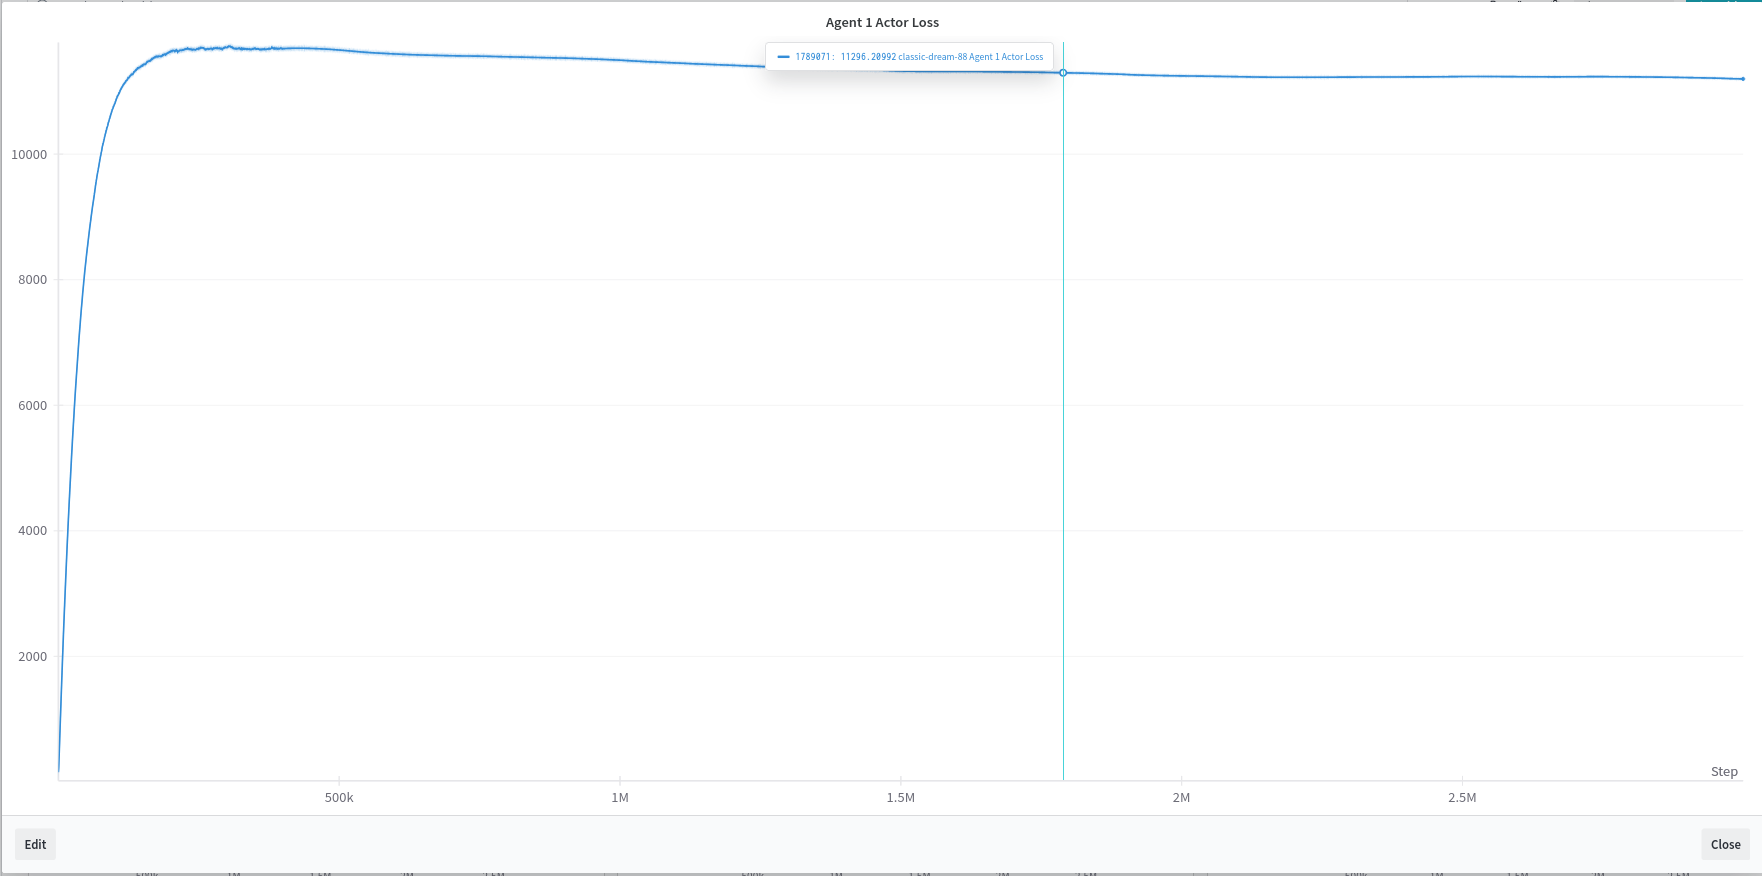 Agent 1 Actor Loss
1789071: 11296.20992 classic-dream-88 Agent 1 Actor Loss
10000
8000
6000
4000
2000
Step
500k
1M
1.5M
2M
2.5M
Edit
Close